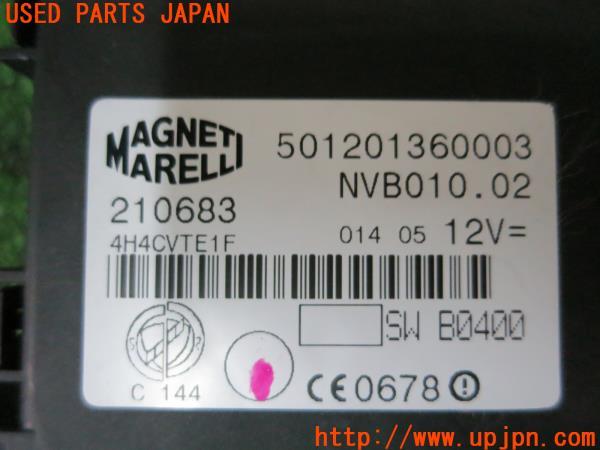 USED PARTS JAPAN
MAGNETI
MARELLI
501201360003
NVB010.02
210683
4H4CVTE1F
014 05 12V=
SW B0400
C 144
CE0678
http://www.upjpn.com